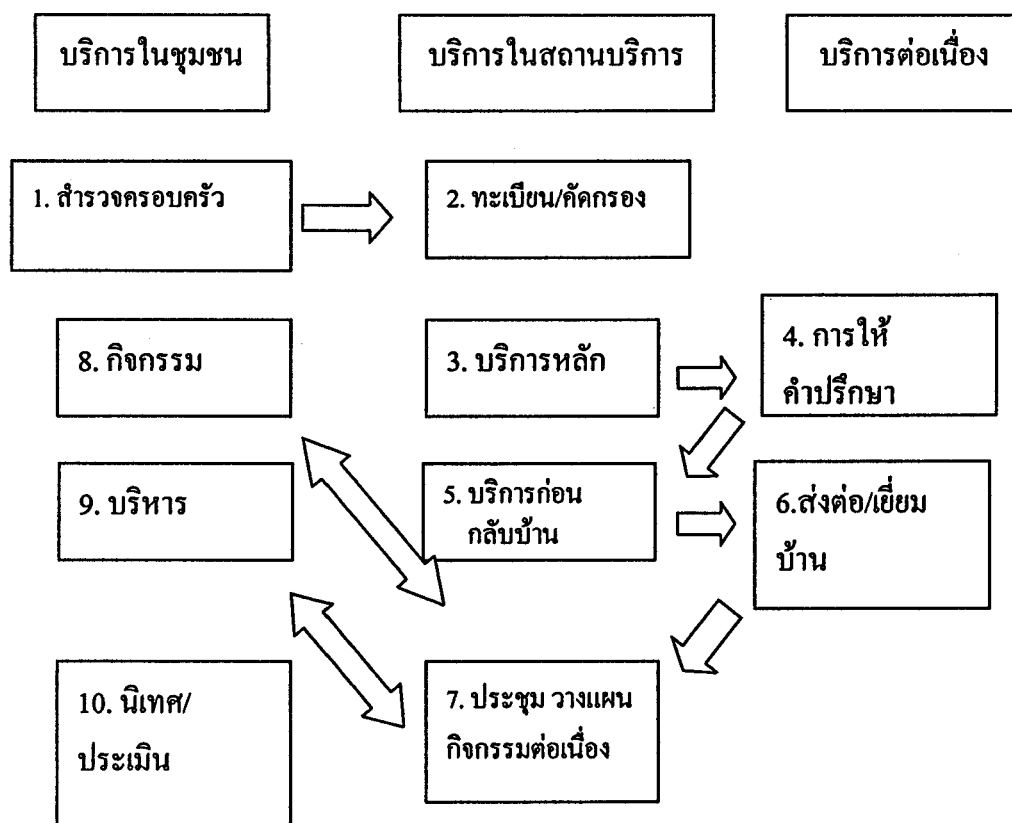 บริการในชุมชน
บริการในสถานบริการ
บริการต่อเนื่อง
1. สำรวจครอบครัว
2. ทะเบียน/คัดกรอง
8. กิจกรรม
3. บริการหลัก
4. การให้
คำปรึกษา
9. บริหาร
5. บริการก่อน
กลับบ้าน
6.ส่งต่อ/เยี่ยม
บ้าน
10. นิเทศ/
ประเมิน
7. ประชุม วางแผน
กิจกรรมต่อเนื่อง